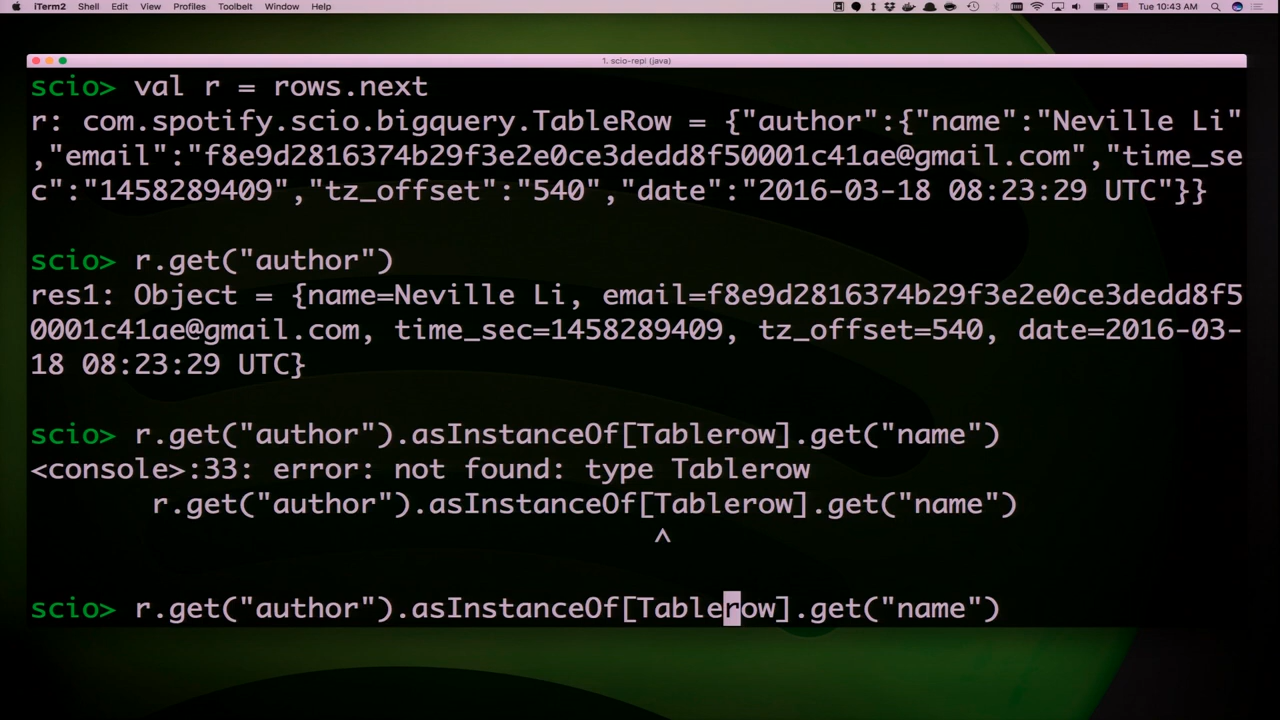 iTerm2 Shell Edit View Profiles Toolbelt Window Help Tue 10:43 AM
1. scio-repl (java)
scio> val r = rows.next
r: com.spotify.scio.bigquery.TableRow = {"author":{"name":"Neville Li"
,"email":"f8e9d2816374b29f3e2e0ce3dedd8f50001c41ae@gmail.com","time_se
c":"1458289409","tz_offset":"540","date":"2016-03-18 08:23:29 UTC"}}
scio> r.get("author")
res1: Object = {name=Neville Li, email=f8e9d2816374b29f3e2e0ce3dedd8f5
0001c41ae@gmail.com, time_sec=1458289409, tz_offset=540, date=2016-03-
18 08:23:29 UTC}
scio> r.get("author").asInstanceOf[Tablerow].get("name")
<console>:33: error: not found: type Tablerow
r.get("author").asInstanceOf[Tablerow].get("name")
^
scio> r.get("author").asInstanceOf[Tablerow].get("name")